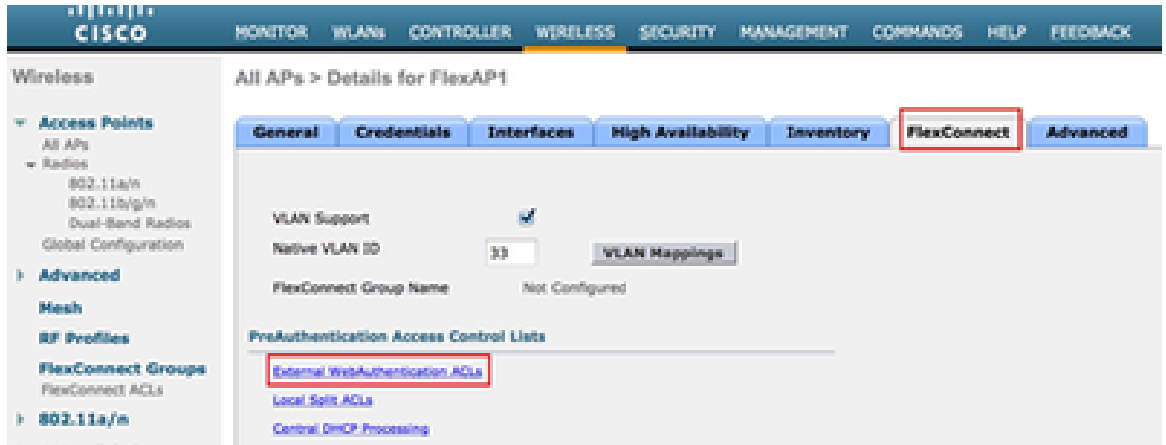 CISCO
MONITOR WLANs CONTROLLER WIRELESS SECURITY MANAGEMENT COMMANDS HELP FEEDBACK
Wireless
Access Points
All APs
Radios
802.11a/n
802.11b/g/n
Dual-Band Radios
Global Configuration
Advanced
Mesh
RF Profiles
FlexConnect Groups
FlexConnect ACLs
802.11a/n
All APs > Details for FlexAP1
General Credentials Interfaces High Availability Inventory FlexConnect Advanced
VLAN Support
Native VLAN ID 33 VLAN Mappings
FlexConnect Group Name Not Configured
PreAuthentication Access Control Lists
External WebAuthentication ACLs
Local Split ACLs
Central DHCP Processing